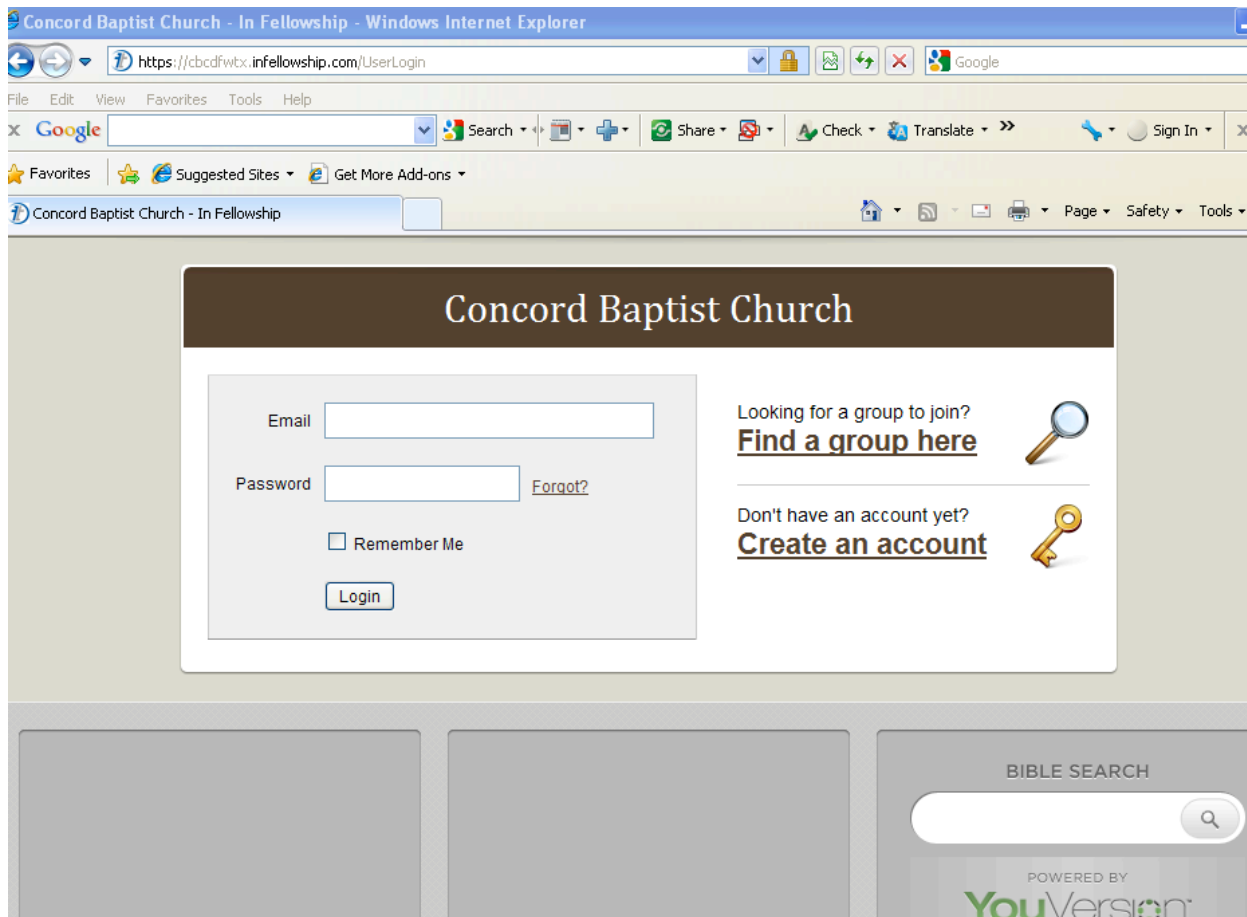 Concord Baptist Church - In Fellowship - Windows Internet Explorer
https://cbcdfwtx.infellowship.com/UserLogin
Google
File Edit View Favorites Tools Help
x Google Search Share Check Translate >> Sign In x
Favorites Suggested Sites Get More Add-ons
Concord Baptist Church - In Fellowship Page Safety Tools
Concord Baptist Church
Email
Password Forgot?
Remember Me
Login
Looking for a group to join?
Find a group here
Don't have an account yet?
Create an account
BIBLE SEARCH
POWERED BY
YouVersion